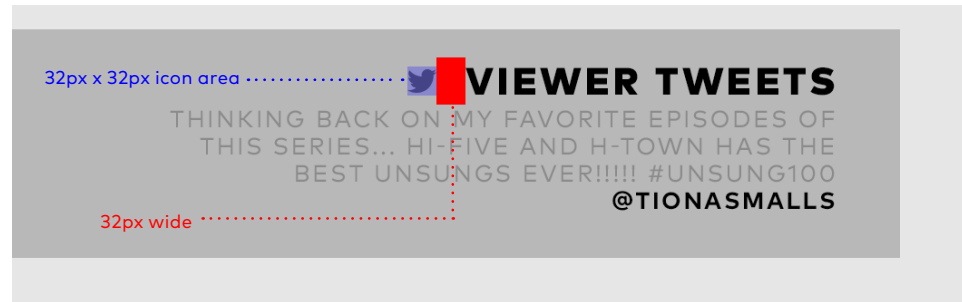 32px x 32px icon area
VIEWER TWEETS
THINKING BACK ON MY FAVORITE EPISODES OF
THIS SERIES... HI-FIVE AND H-TOWN HAS THE
BEST UNSUNGS EVER!!!!! #UNSUNG100
@TIONASMALLS
32px wide